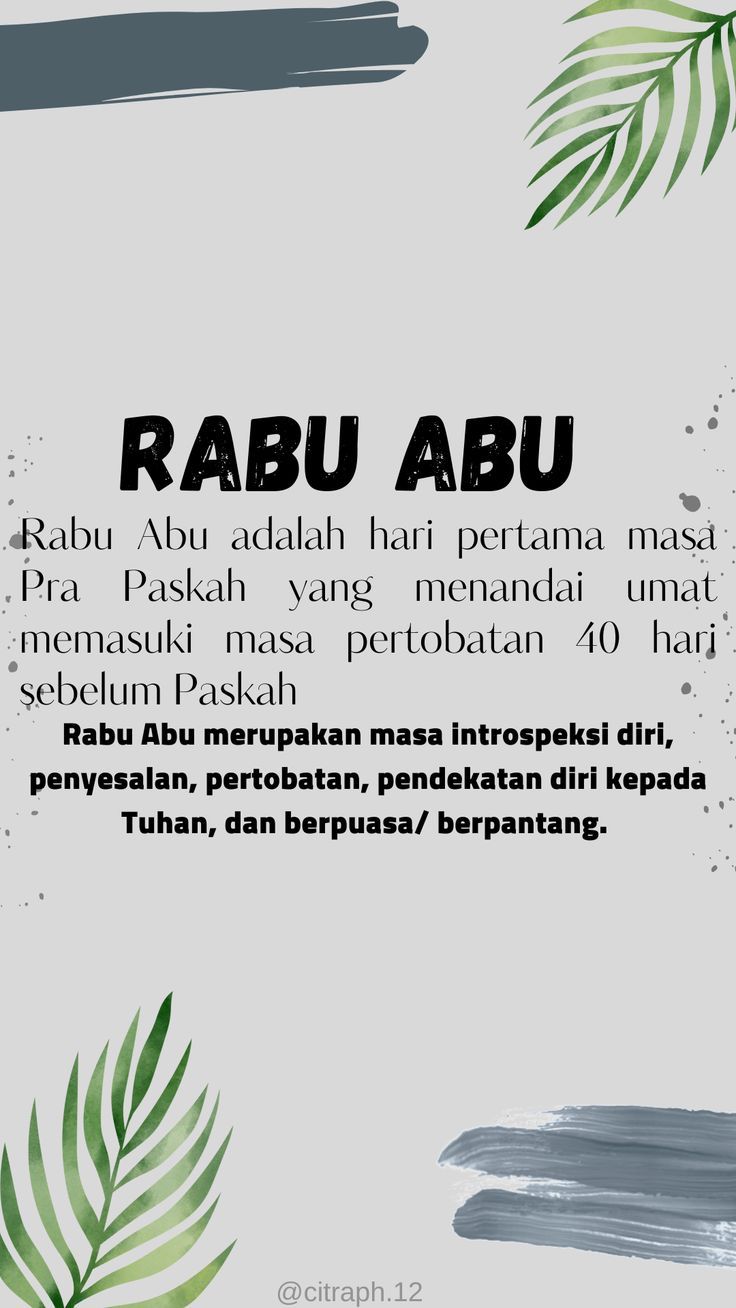 RABU ABU
Rabu Abu adalah hari pertama masa
Pra Paskah yang menandai umat
memasuki masa pertobatan 40 hari
sebelum Paskah
Rabu Abu merupakan masa introspeksi diri,
penyesalan, pertobatan, pendekatan diri kepada
Tuhan, dan berpuasa/ berpantang.
@citraph.12